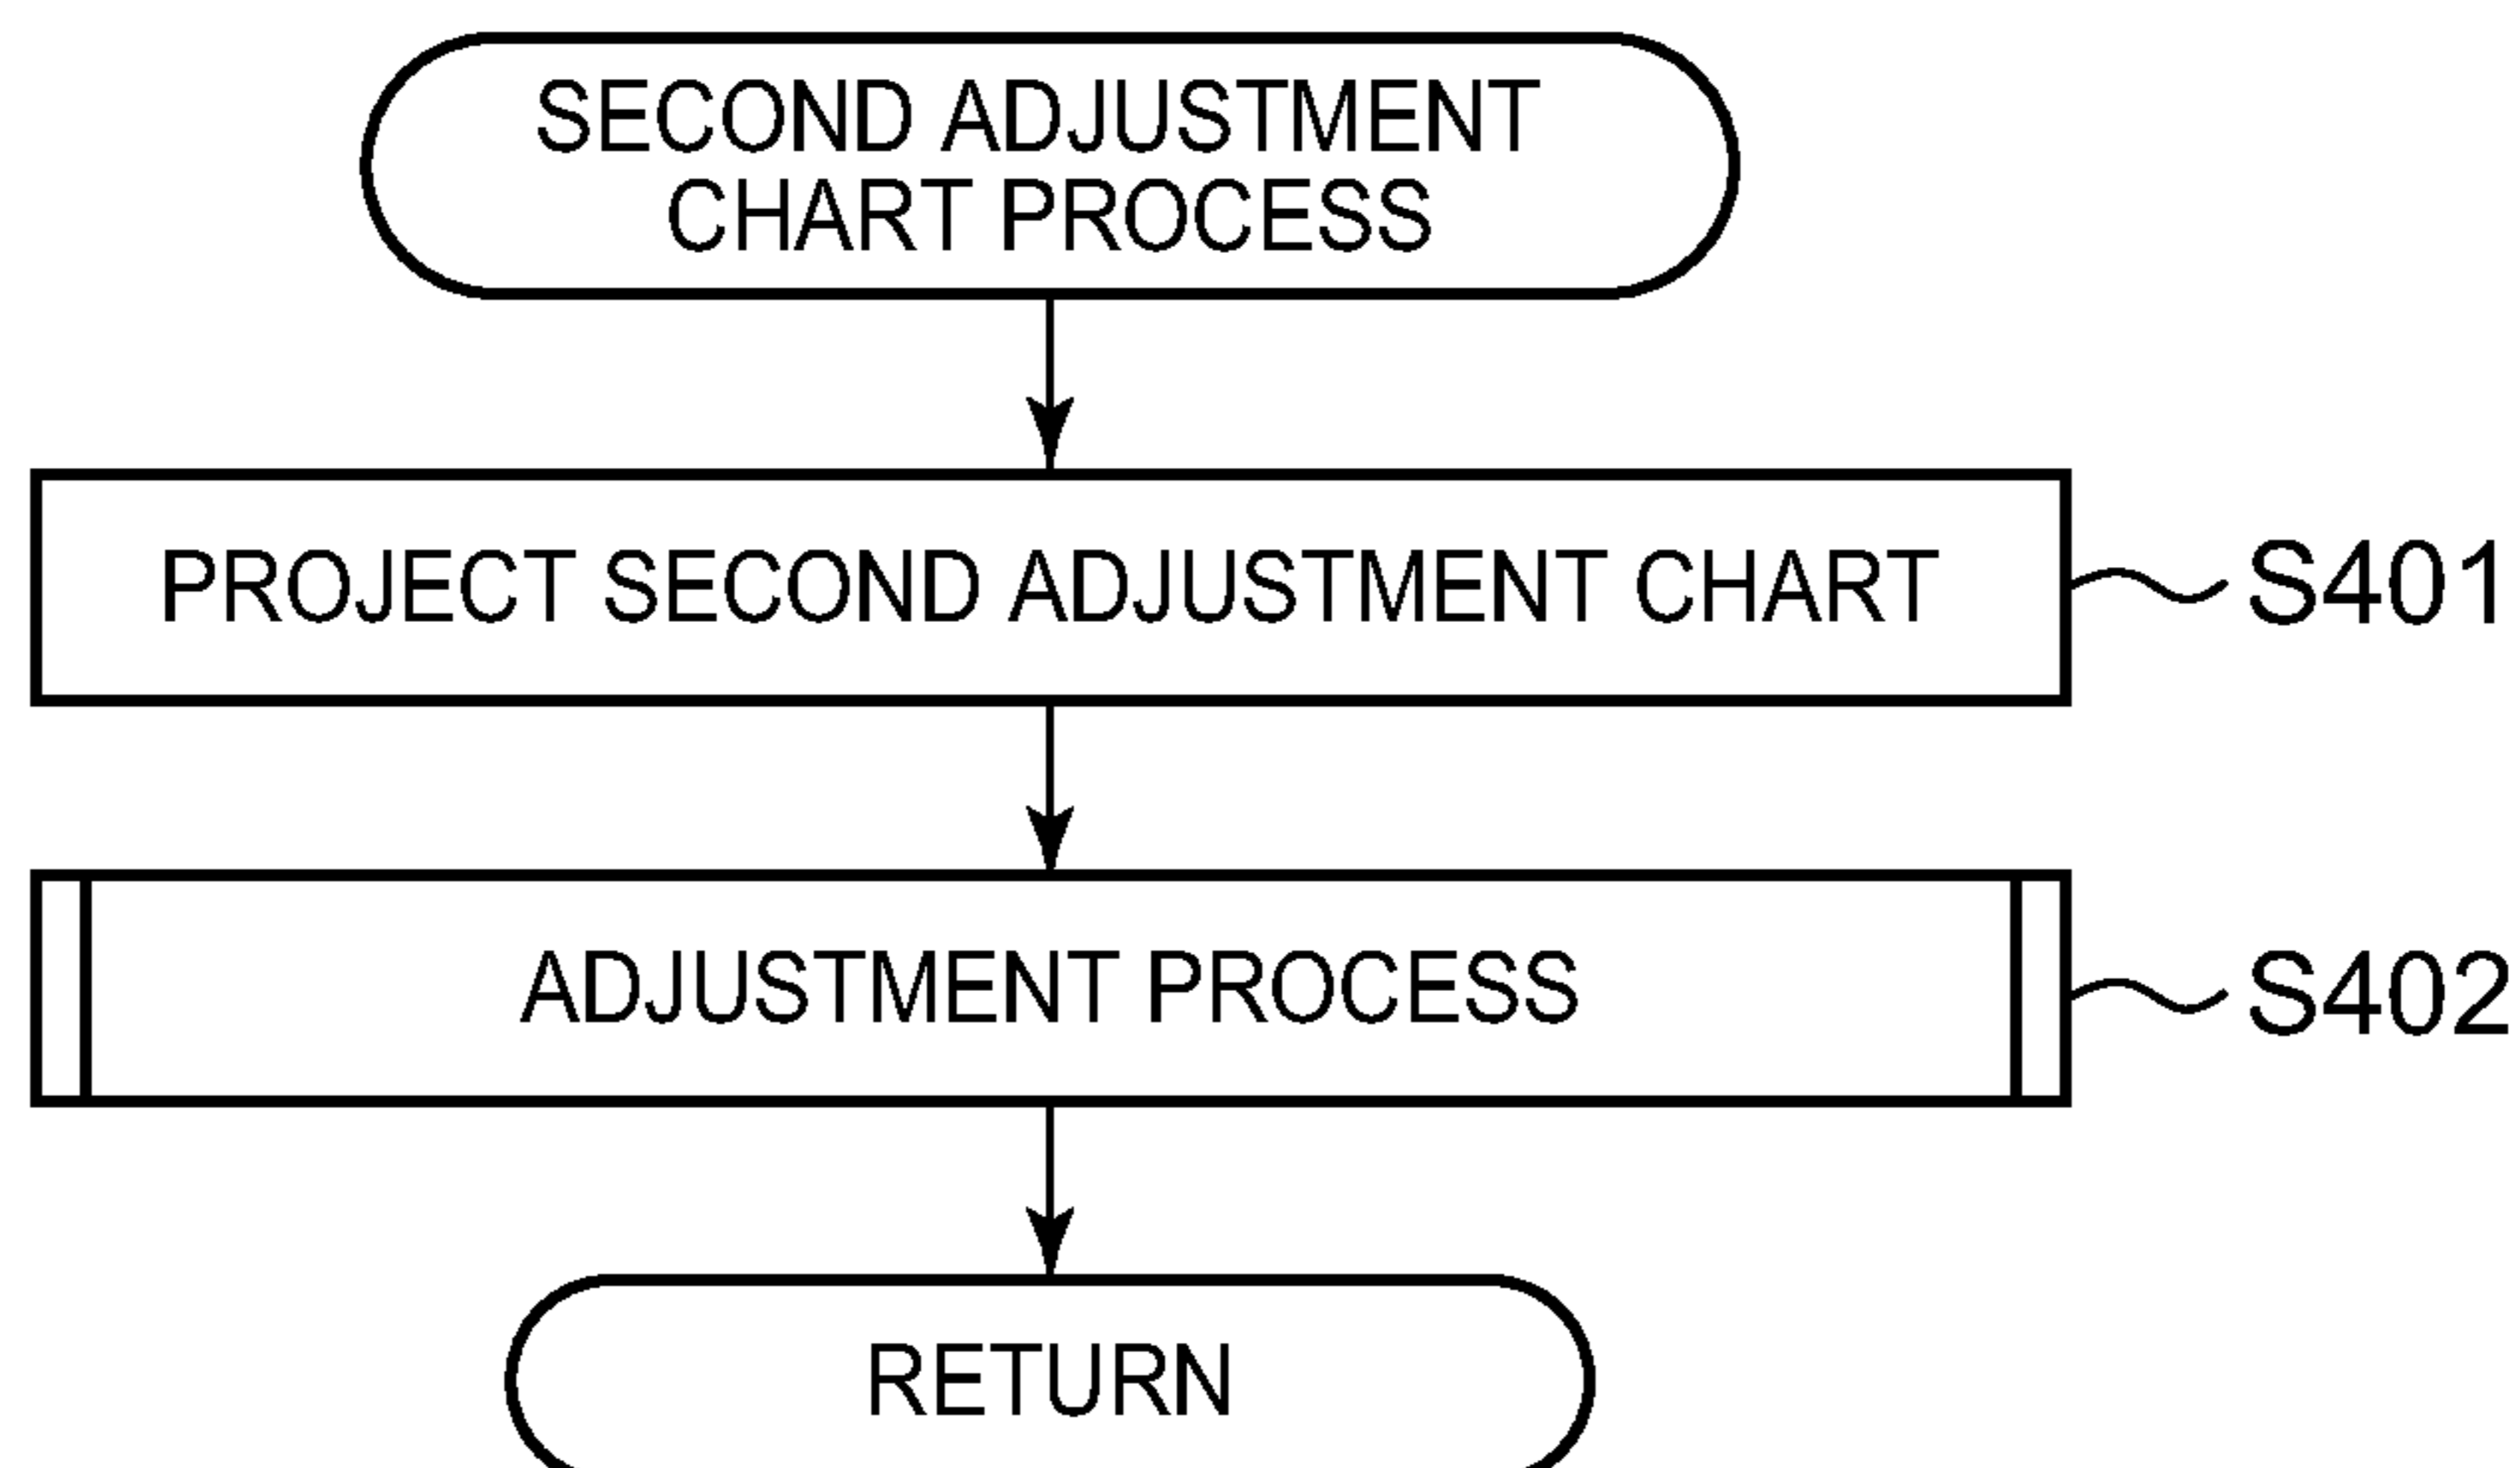 SECOND ADJUSTMENT
CHART PROCESS
PROJECT SECOND ADJUSTMENT CHART
S401
ADJUSTMENT PROCESS
S402
RETURN